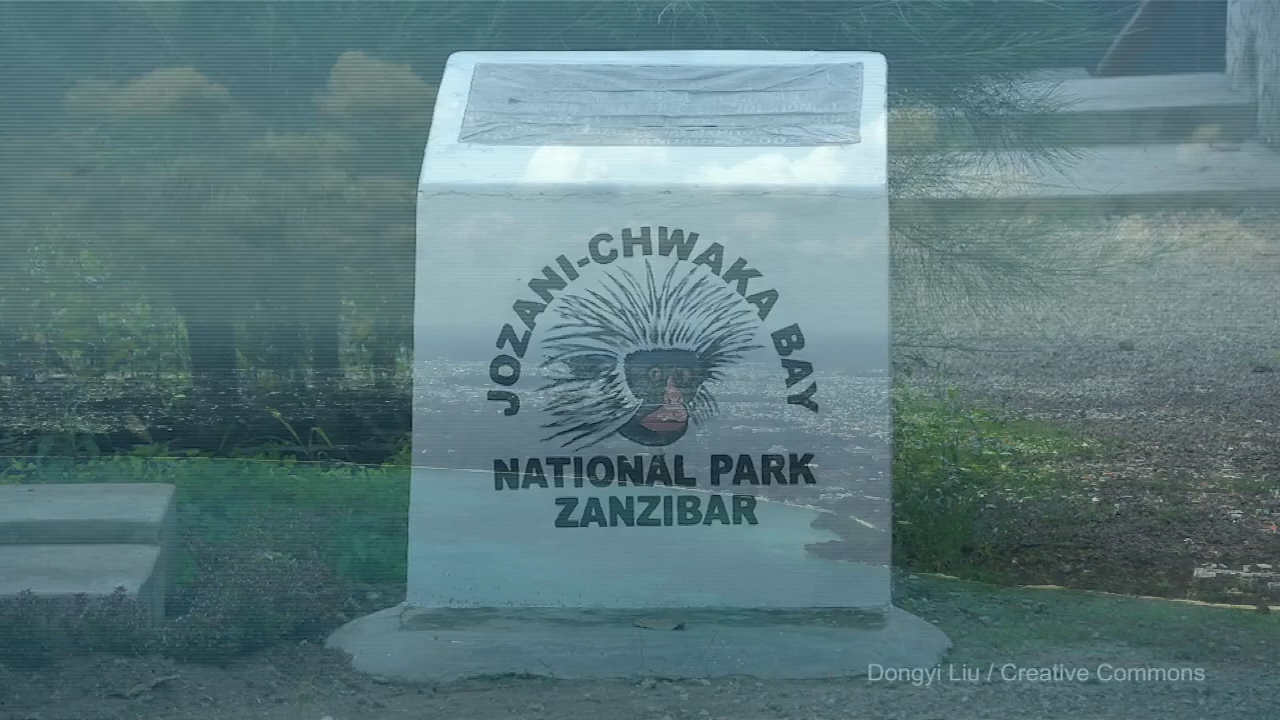 JOZANI-CHWAKA BAY
NATIONAL PARK
ZANZIBAR
Dongyi Liu / Creative Commons